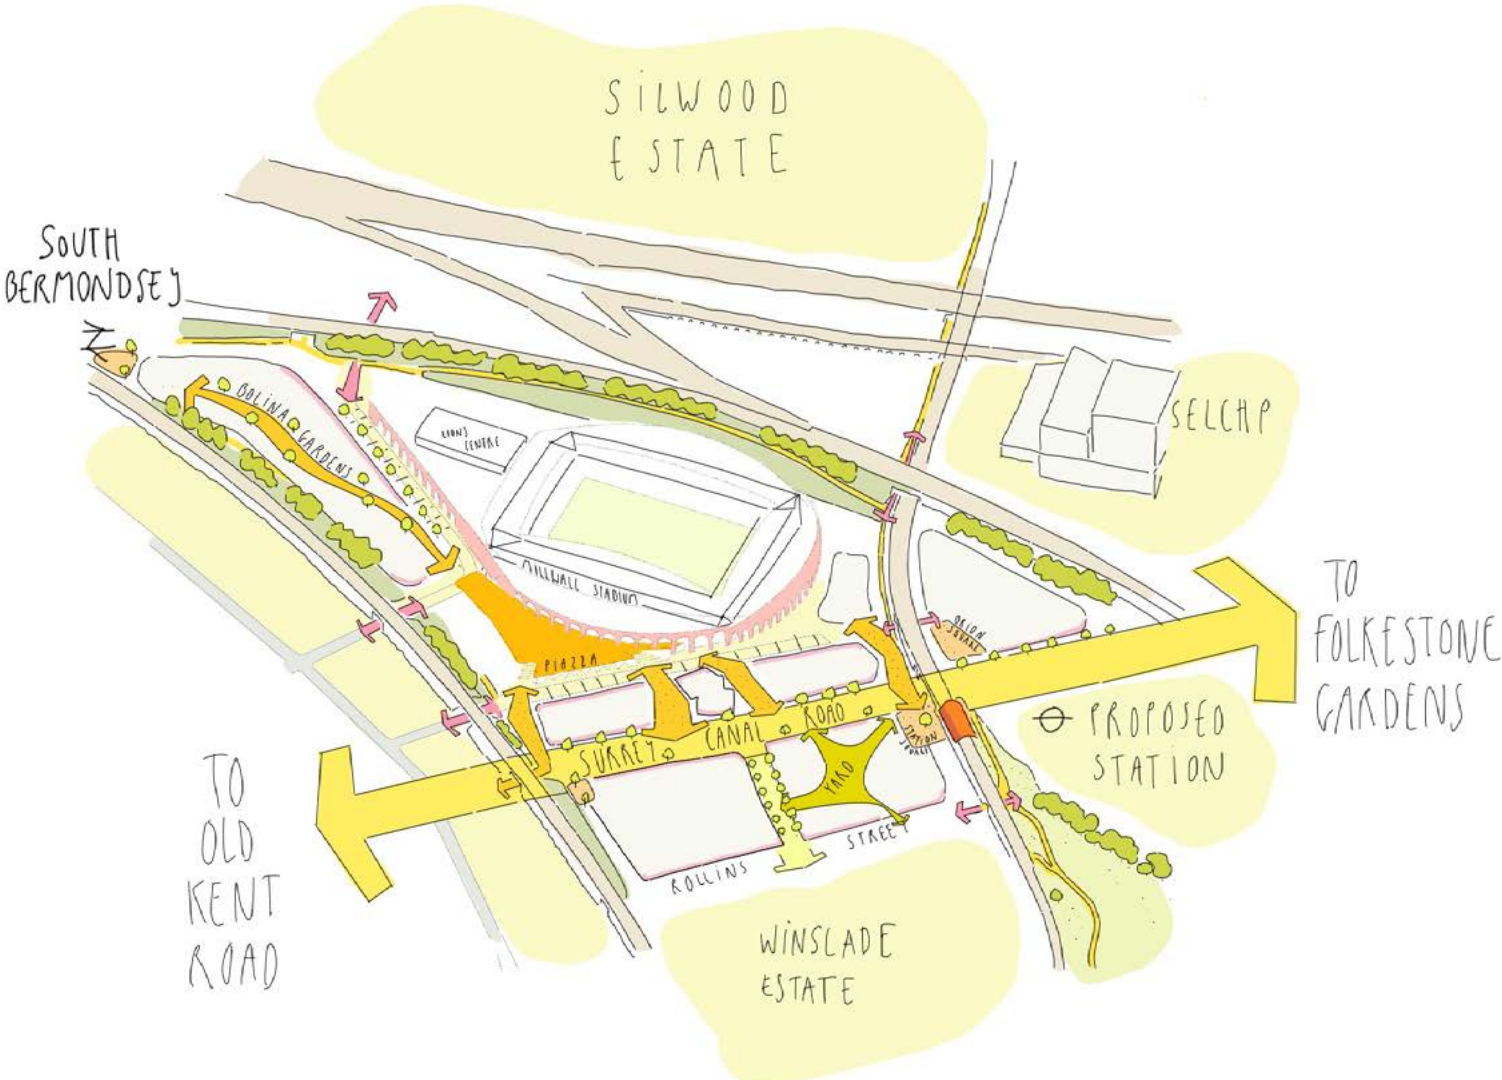 SILWOOD
ESTATE
SOUTH
BERMONDSEY
BOLINA
GARDENS
LIONS
CENTRE
SELCHP
MILLWALL STADIUM
PIAZZA
ORION
SQUARE
TO
FOLKESTONE
GARDENS
SURREY CANAL ROAD
STATION
SQUARE
PROPOSED
STATION
YARD
TO
OLD
KENT
ROAD
ROLLINS STREET
WINSLADE
ESTATE